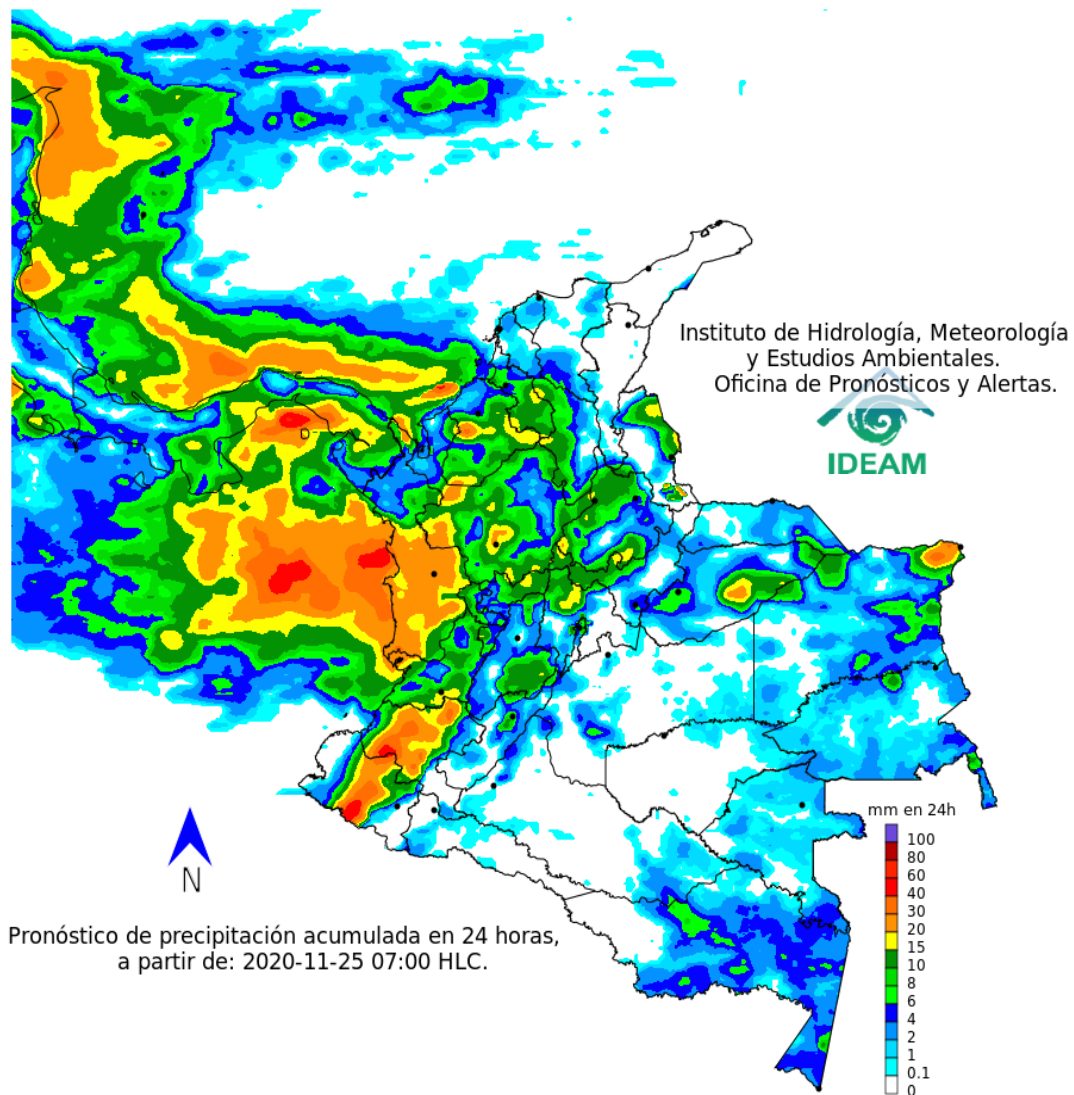 Instituto de Hidrología, Meteorología
y Estudios Ambientales.
Oficina de Pronósticos y Alertas.
IDEAM
mm en 24h
100
80
60
40
30
20
15
10
8
6
4
2
1
0.1
0
N
Pronóstico de precipitación acumulada en 24 horas,
a partir de: 2020-11-25 07:00 HLC.